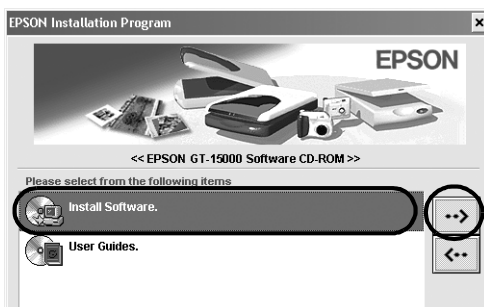 EPSON Installation Program
EPSON
<< EPSON GT-15000 Software CD-ROM >>
Please select from the following items
Install Software.
User Guides.